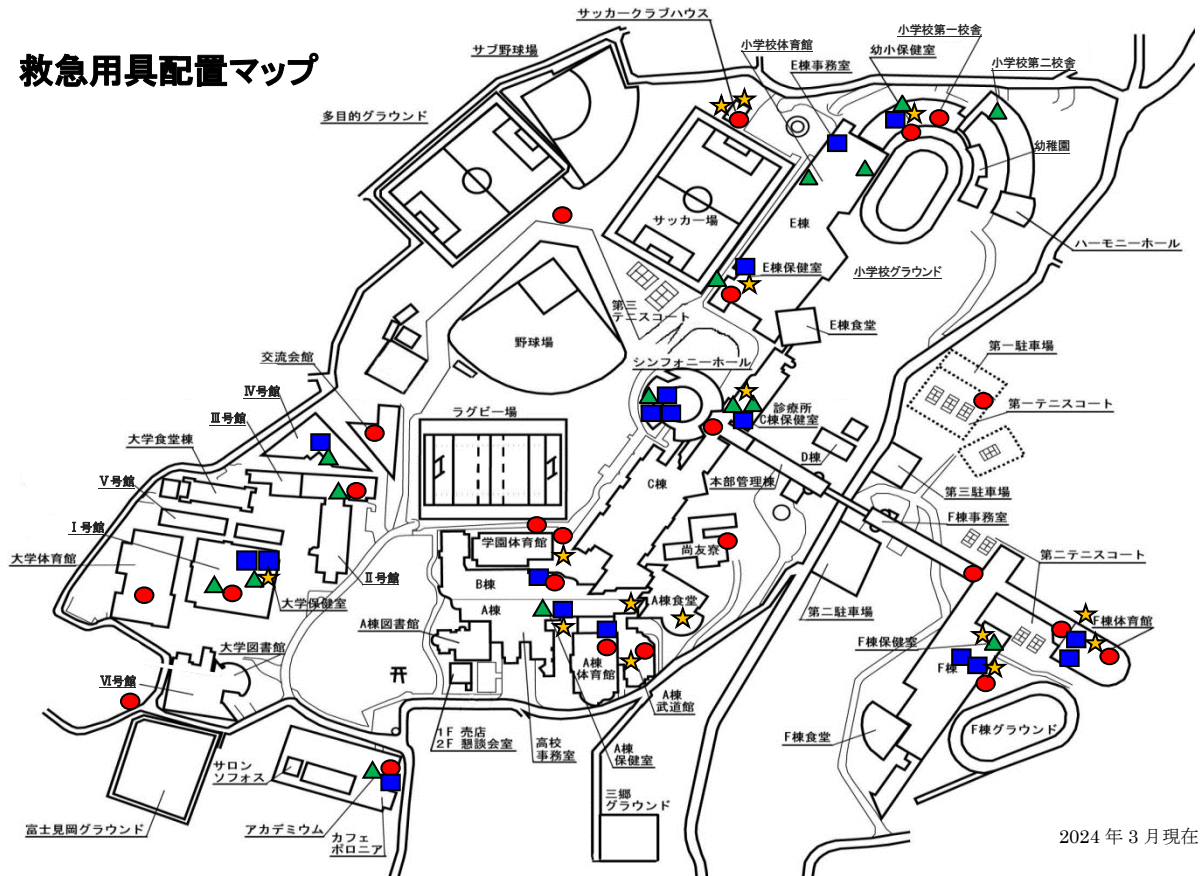 救急用具配置マップ
サッカークラブハウス
サブ野球場
小学校体育館
E棟事務室
幼小保健室
小学校第一校舎
小学校第二校舎
多目的グラウンド
幼稚園
サッカー場
E棟
ハーモニーホール
E棟保健室
小学校グラウンド
第三
テニスコート
E棟食堂
野球場
シンフォニーホール
第一駐車場
交流会館
Ⅳ号館
ラグビー場
診療所
C棟保健室
第一テニスコート
Ⅲ号館
大学食堂棟
D棟
C棟
本部管理棟
第三駐車場
Ⅴ号館
F棟事務室
Ⅰ号館
学園体育館
尚友寮
第二テニスコート
大学体育館
Ⅱ号館
B棟
大学保健室
A棟食堂
第二駐車場
A棟
A棟図書館
F棟体育館
F棟保健室
大学図書館
A棟
体育館
F棟
Ⅵ号館
A棟
武道館
1F 売店
2F 懇談会室
高校
事務室
A棟
保健室
F棟食堂
F棟グラウンド
サロン
ソフォス
三郷
グラウンド
富士見岡グラウンド
アカデミウム
カフェ
ポロニア
2024 年 3 月現在